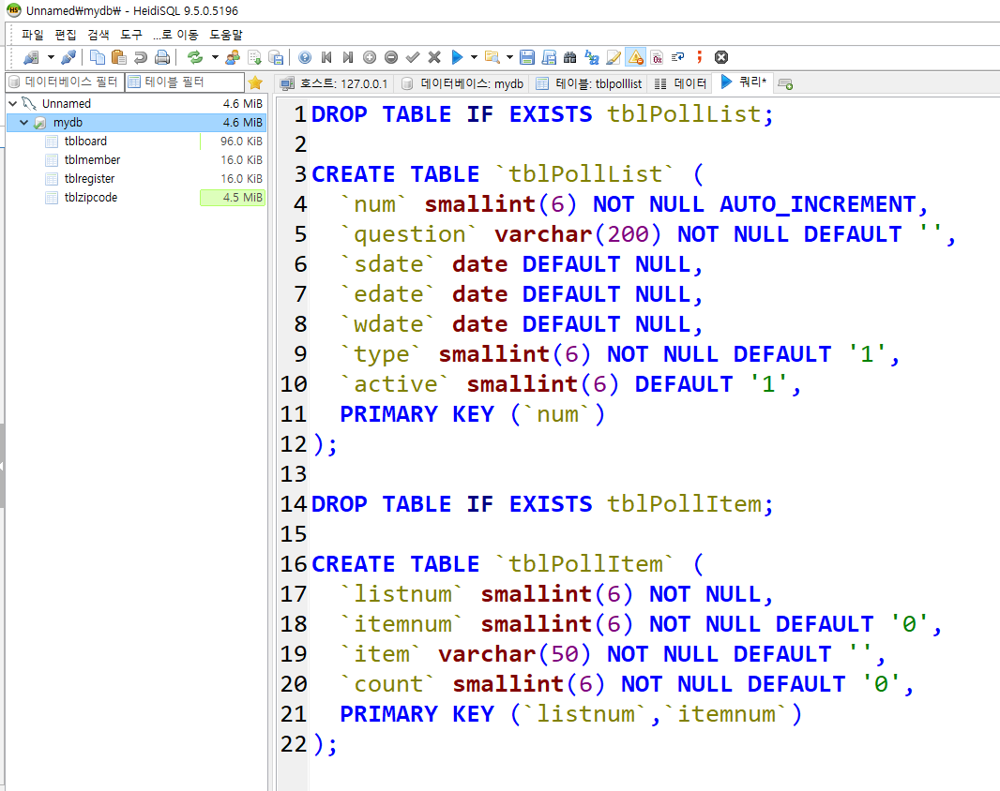 Unnamed₩mydb₩ - HeidiSQL 9.5.0.5196
파일 편집 검색 도구 ...로 이동 도움말
데이터베이스 필터 테이블 필터
호스트: 127.0.0.1 데이터베이스: mydb 테이블: tblpolllist 데이터 쿼리*
Unnamed 4.6 MiB
mydb 4.6 MiB
tblboard 96.0 KiB
tblmember 16.0 KiB
tblregister 16.0 KiB
tblzipcode 4.5 MiB
1 DROP TABLE IF EXISTS tblPollList;
2
3 CREATE TABLE `tblPollList` (
4 `num` smallint(6) NOT NULL AUTO_INCREMENT,
5 `question` varchar(200) NOT NULL DEFAULT '',
6 `sdate` date DEFAULT NULL,
7 `edate` date DEFAULT NULL,
8 `wdate` date DEFAULT NULL,
9 `type` smallint(6) NOT NULL DEFAULT '1',
10 `active` smallint(6) DEFAULT '1',
11 PRIMARY KEY (`num`)
12 );
13
14 DROP TABLE IF EXISTS tblPollItem;
15
16 CREATE TABLE `tblPollItem` (
17 `listnum` smallint(6) NOT NULL,
18 `itemnum` smallint(6) NOT NULL DEFAULT '0',
19 `item` varchar(50) NOT NULL DEFAULT '',
20 `count` smallint(6) NOT NULL DEFAULT '0',
21 PRIMARY KEY (`listnum`,`itemnum`)
22 );